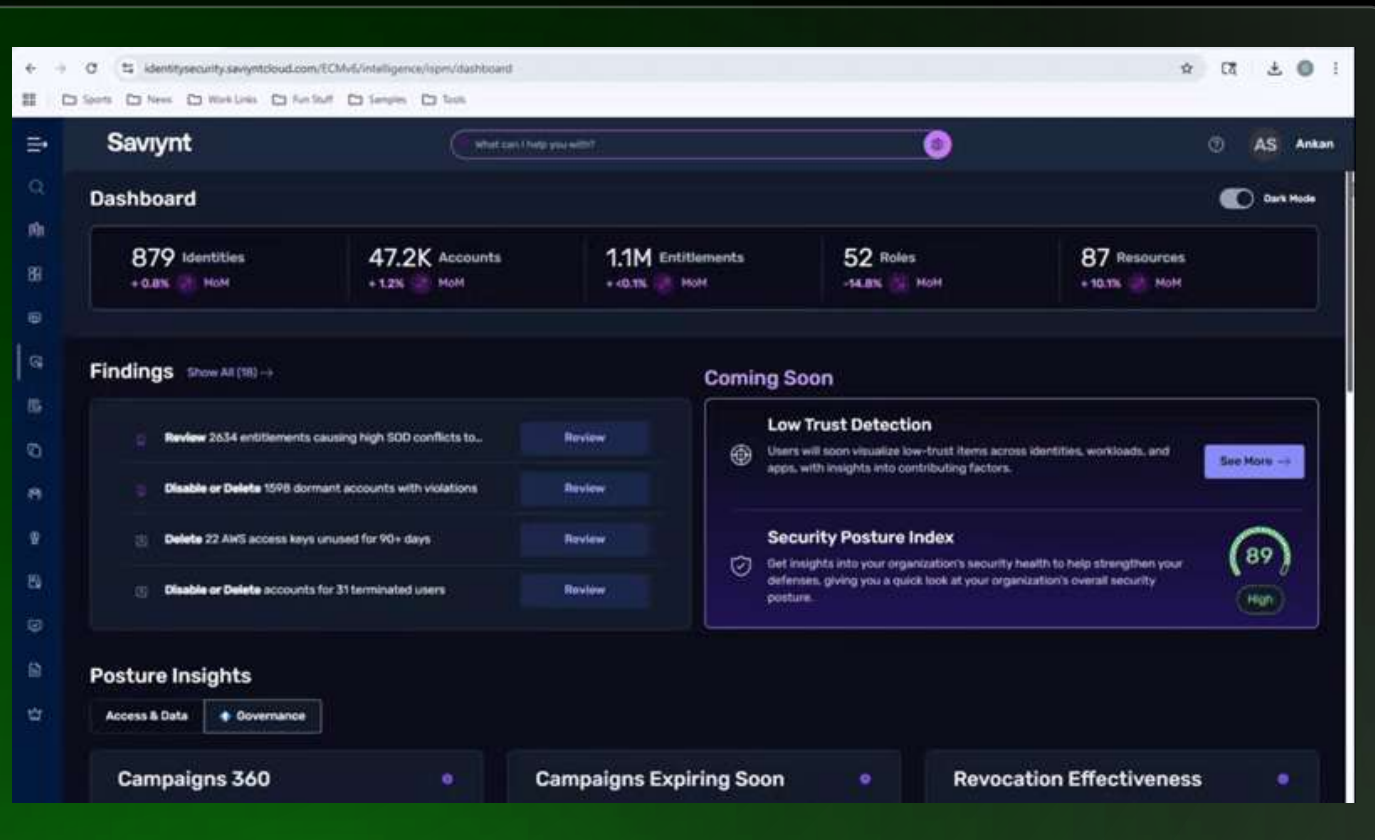 identitysecurity.saviyntcloud.com/ECMv6/intelligence/ispm/dashboard
Sports News Work Links Fun Stuff Samples Tools
Saviynt
What can I help you with?
AS Ankan
Dashboard
Dark Mode
879 Identities
+ 0.8% MoM
47.2K Accounts
+ 1.2% MoM
1.1M Entitlements
+ <0.1% MoM
52 Roles
-14.8% MoM
87 Resources
+ 10.1% MoM
Findings Show All (18) →
Review 2634 entitlements causing high SOD conflicts to... Review
Disable or Delete 1598 dormant accounts with violations Review
Delete 22 AWS access keys unused for 90+ days Review
Disable or Delete accounts for 31 terminated users Review
Coming Soon
Low Trust Detection
Users will soon visualize low-trust items across identities, workloads, and
apps, with insights into contributing factors.
See More →
Security Posture Index
Get insights into your organization's security health to help strengthen your
defenses, giving you a quick look at your organization's overall security
posture.
89
High
Posture Insights
Access & Data Governance
Campaigns 360
Campaigns Expiring Soon
Revocation Effectiveness